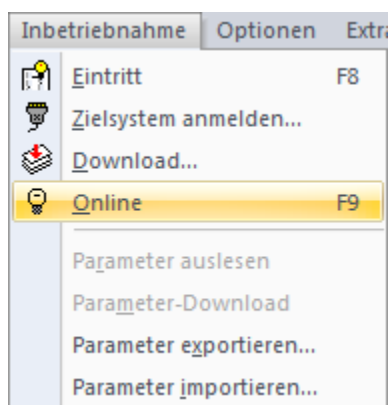 Inbetriebnahme Optionen Extra
Eintritt F8
Zielsystem anmelden...
Download...
Online F9
Parameter auslesen
Parameter-Download
Parameter exportieren...
Parameter importieren...